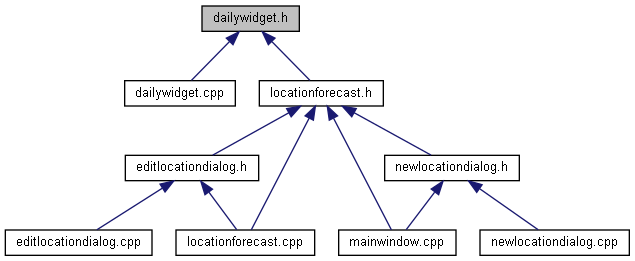 dailywidget.h
dailywidget.cpp
locationforecast.h
editlocationdialog.h
newlocationdialog.h
editlocationdialog.cpp
locationforecast.cpp
mainwindow.cpp
newlocationdialog.cpp